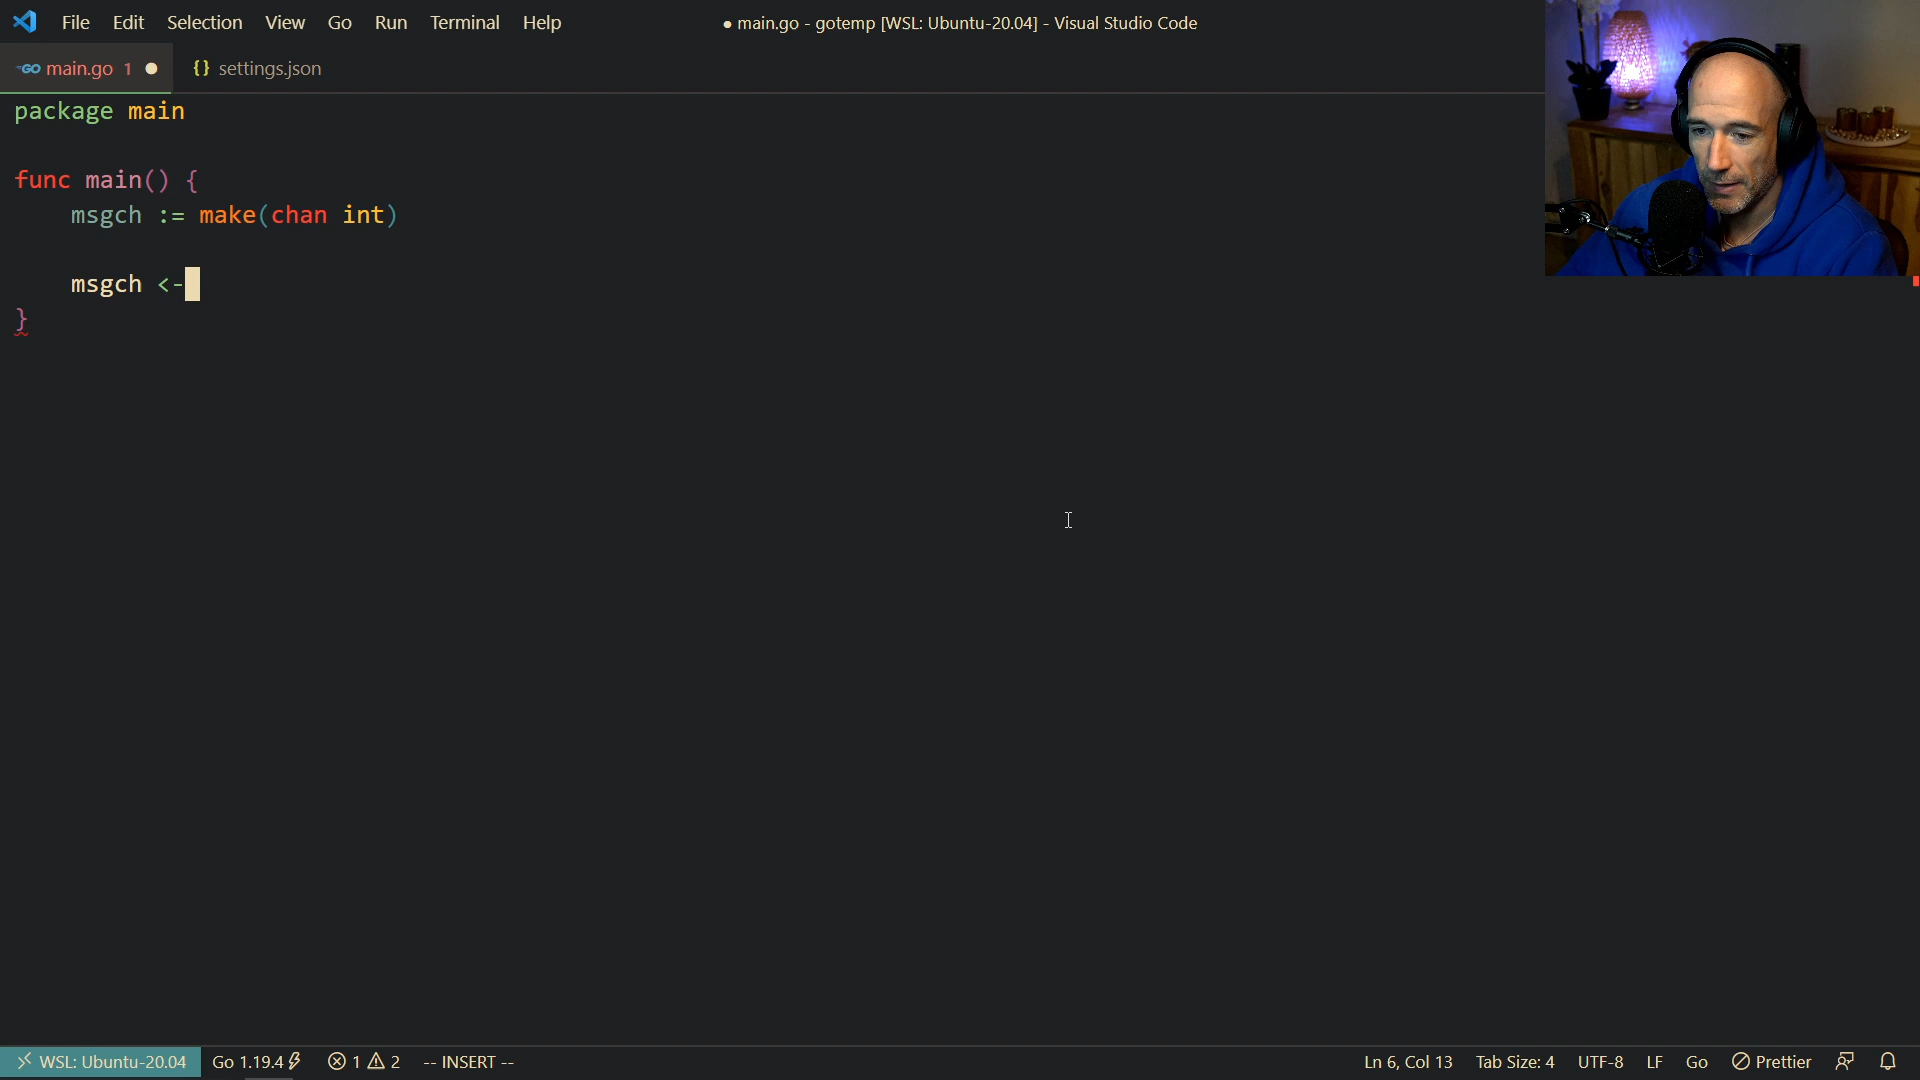 File Edit Selection View Go Run Terminal Help
● main.go - gotemp [WSL: Ubuntu-20.04] - Visual Studio Code
GO main.go 1 ●
{} settings.json
package main
func main() {
msgch := make(chan int)
msgch <-
}
WSL: Ubuntu-20.04 Go 1.19.4 1 2 -- INSERT --
Ln 6, Col 13 Tab Size: 4 UTF-8 LF Go Prettier